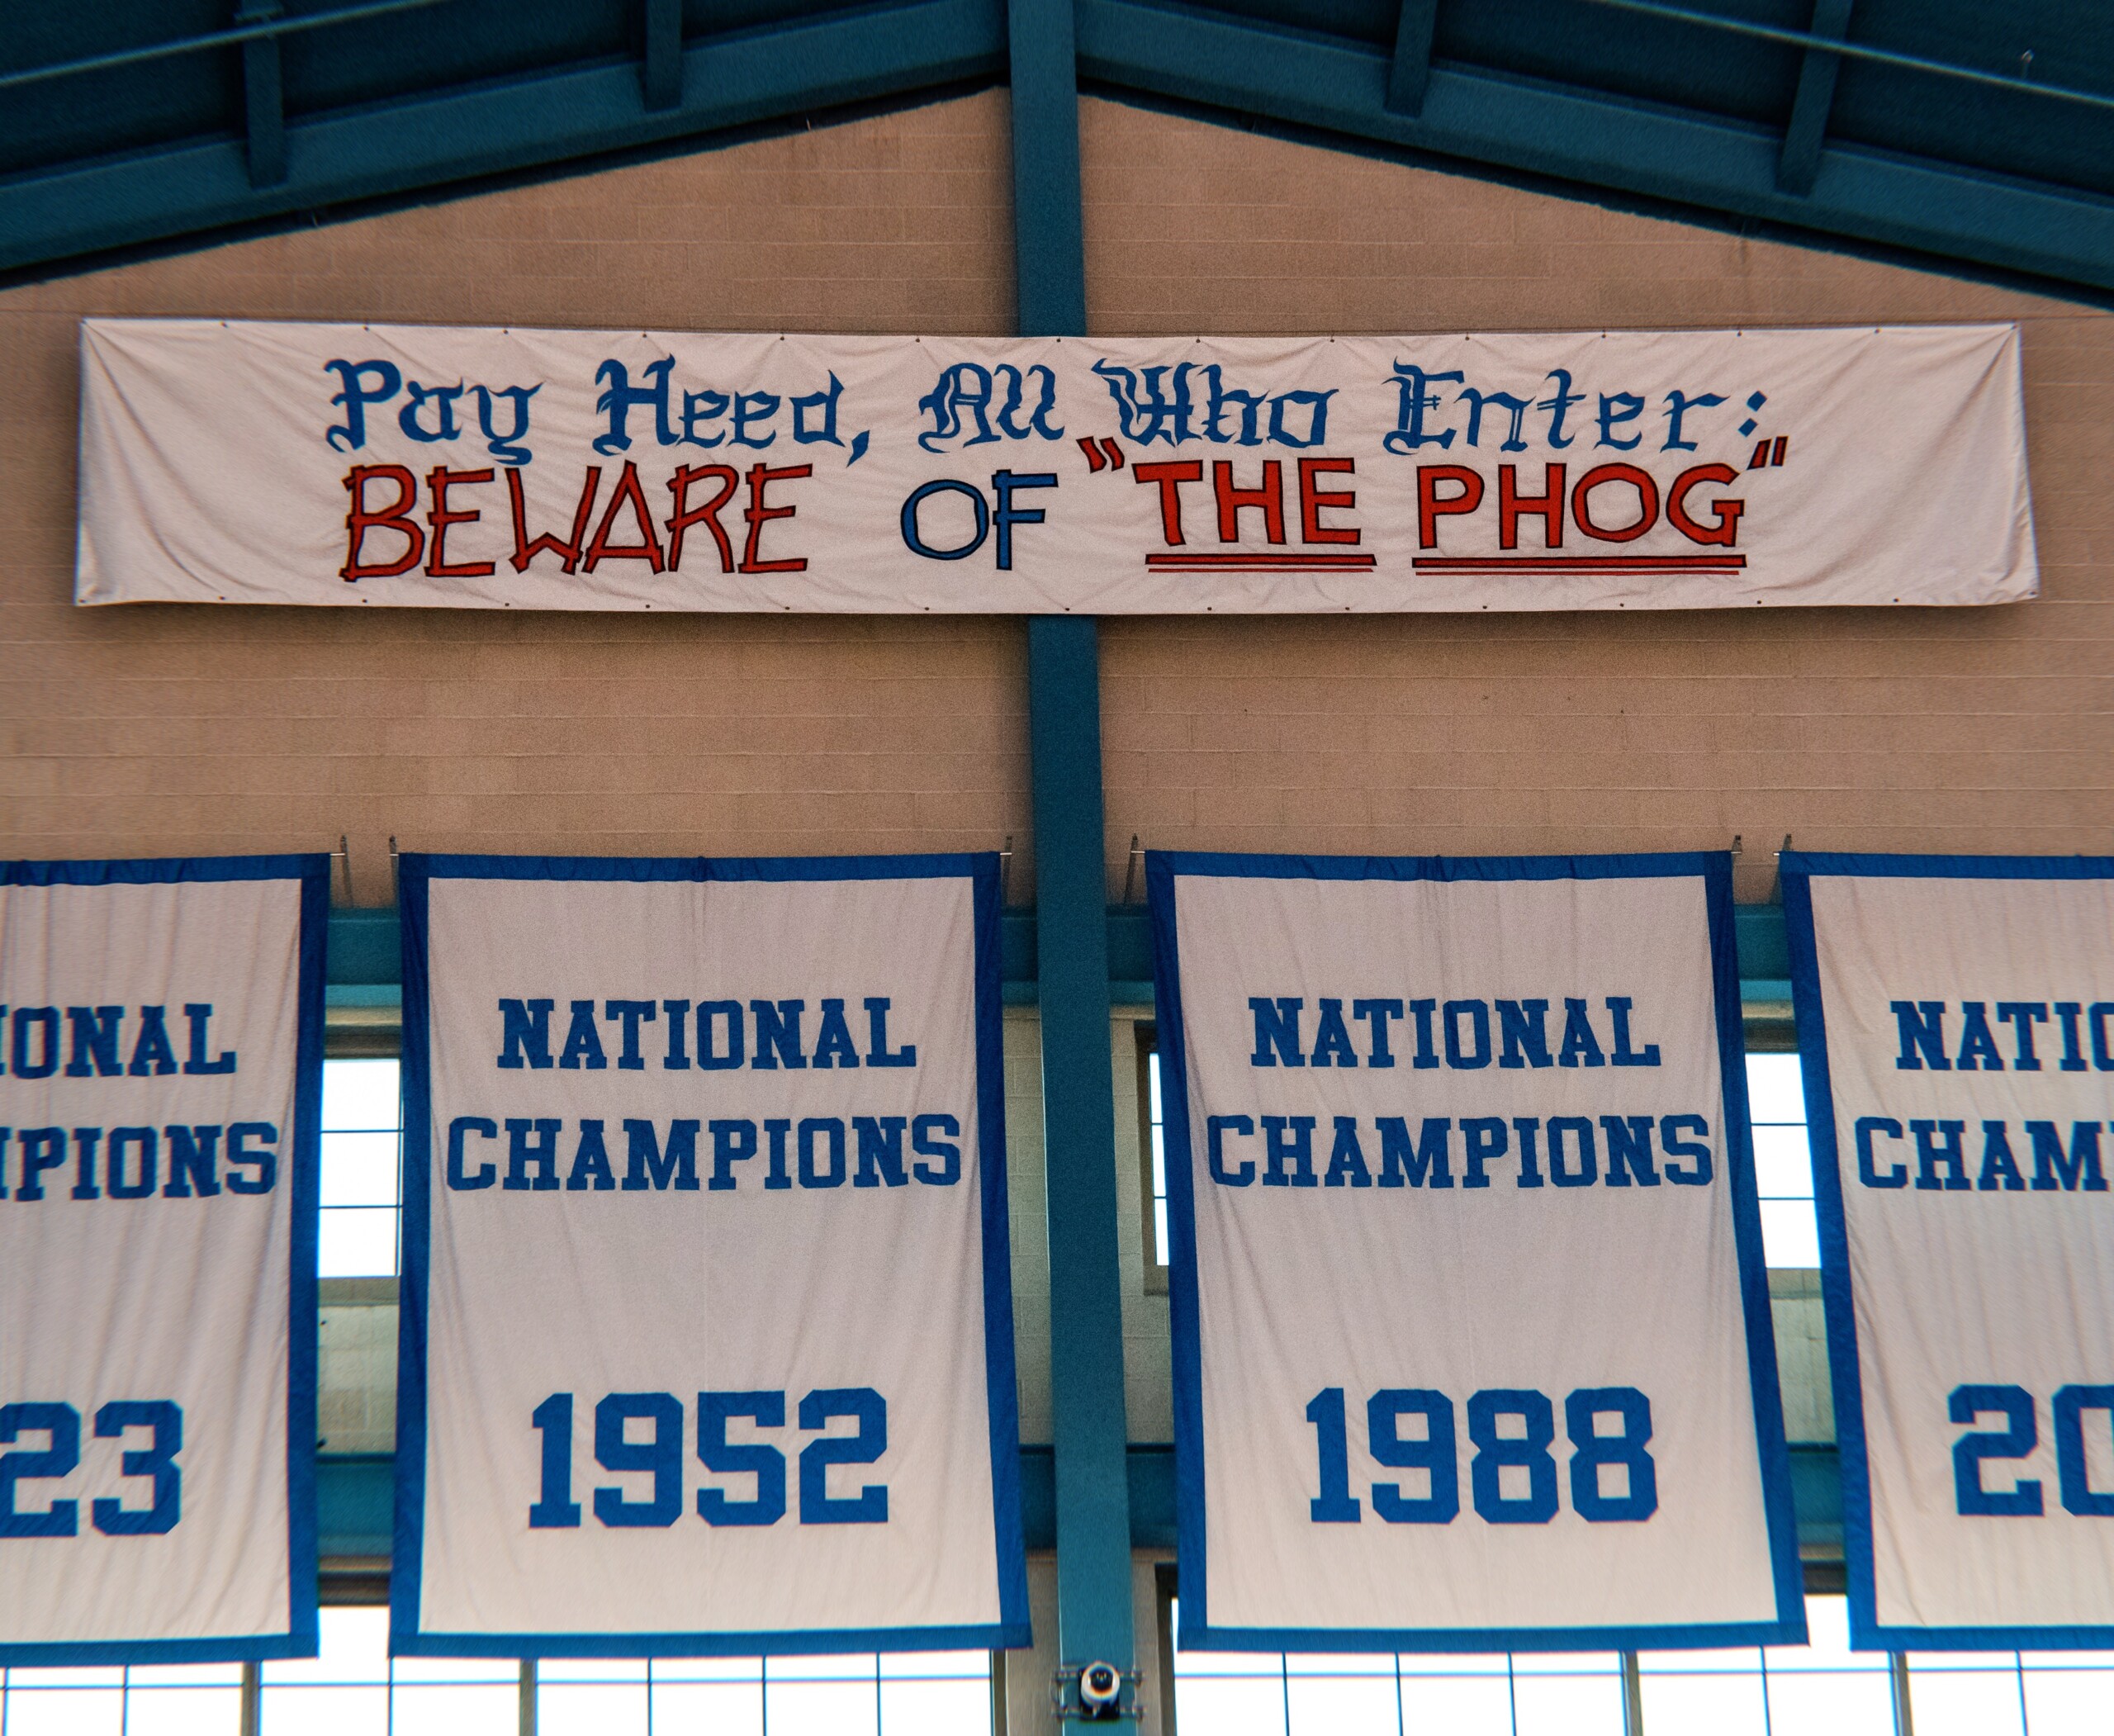 Pay Heed, All Who Enter:
BEWARE OF "THE PHOG"
IONAL
PIONS
23
NATIONAL
CHAMPIONS
1952
NATIONAL
CHAMPIONS
1988
NATIO
CHAM
20